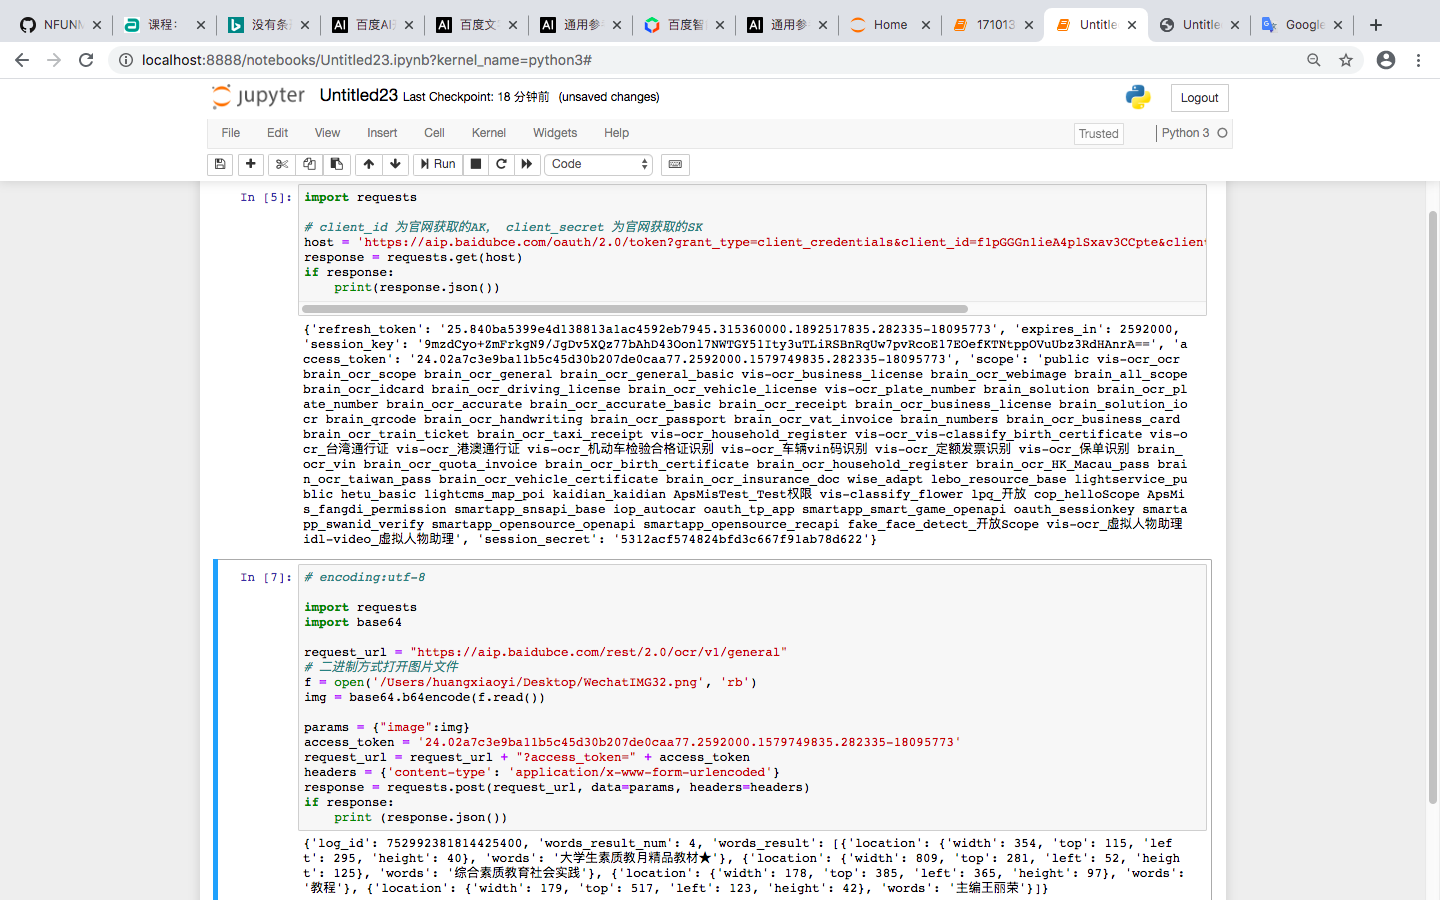 NFUNM
课程:
没有条
百度AI开
百度文字
通用参
百度智
通用参
Home
171013
Untitle
Untitle
Google
localhost:8888/notebooks/Untitled23.ipynb?kernel_name=python3#
jupyter Untitled23 Last Checkpoint: 18 分钟前 (unsaved changes)
Logout
File Edit View Insert Cell Kernel Widgets Help
Trusted
Python 3
Run
Code
In [5]:
import requests
# client_id 为官网获取的AK, client_secret 为官网获取的SK
host = 'https://aip.baidubce.com/oauth/2.0/token?grant_type=client_credentials&client_id=f1pGGGnlieA4plSxav3CCpte&client
response = requests.get(host)
if response:
print(response.json())
{'refresh_token': '25.840ba5399e4d138813a1ac4592eb7945.315360000.1892517835.282335-18095773', 'expires_in': 2592000,
'session_key': '9mzdCyo+ZmFrkgN9/JgDv5XQz77bAhD43Oonl7NWTGY51Ity3uTLiRSBnRqUw7pvRcoE17EOefKTNtppOVuUbz3RdHAnrA==', 'a
ccess_token': '24.02a7c3e9ba11b5c45d30b207de0caa77.2592000.1579749835.282335-18095773', 'scope': 'public vis-ocr_ocr
brain_ocr_scope brain_ocr_general brain_ocr_general_basic vis-ocr_business_license brain_ocr_webimage brain_all_scope
brain_ocr_idcard brain_ocr_driving_license brain_ocr_vehicle_license vis-ocr_plate_number brain_solution brain_ocr_pl
ate_number brain_ocr_accurate brain_ocr_accurate_basic brain_ocr_receipt brain_ocr_business_license brain_solution_io
cr brain_qrcode brain_ocr_handwriting brain_ocr_passport brain_ocr_vat_invoice brain_numbers brain_ocr_business_card
brain_ocr_train_ticket brain_ocr_taxi_receipt vis-ocr_household_register vis-ocr_vis-classify_birth_certificate vis-o
cr_台湾通行证 vis-ocr_港澳通行证 vis-ocr_机动车检验合格证识别 vis-ocr_车辆vin码识别 vis-ocr_定额发票识别 vis-ocr_保单识别 brain_
ocr_vin brain_ocr_quota_invoice brain_ocr_birth_certificate brain_ocr_household_register brain_ocr_HK_Macau_pass brai
n_ocr_taiwan_pass brain_ocr_vehicle_certificate brain_ocr_insurance_doc wise_adapt lebo_resource_base lightservice_pu
blic hetu_basic lightcms_map_poi kaidian_kaidian ApsMisTest_Test权限 vis-classify_flower lpq_开放 cop_helloScope ApsMi
s_fangdi_permission smartapp_snsapi_base iop_autocar oauth_tp_app smartapp_smart_game_openapi oauth_sessionkey smarta
pp_swanid_verify smartapp_opensource_openapi smartapp_opensource_recapi fake_face_detect_开放Scope vis-ocr_虚拟人物助理
idl-video_虚拟人物助理', 'session_secret': '5312acf574824bfd3c667f91ab78d622'}
In [7]:
# encoding:utf-8
import requests
import base64
request_url = "https://aip.baidubce.com/rest/2.0/ocr/v1/general"
# 二进制方式打开图片文件
f = open('/Users/huangxiaoyi/Desktop/WechatIMG32.png', 'rb')
img = base64.b64encode(f.read())
params = {"image":img}
access_token = '24.02a7c3e9ba11b5c45d30b207de0caa77.2592000.1579749835.282335-18095773'
request_url = request_url + "?access_token=" + access_token
headers = {'content-type': 'application/x-www-form-urlencoded'}
response = requests.post(request_url, data=params, headers=headers)
if response:
print (response.json())
{'log_id': 752992381814425400, 'words_result_num': 4, 'words_result': [{'location': {'width': 354, 'top': 115, 'lef
t': 295, 'height': 40}, 'words': '大学生素质教月精品教材★'}, {'location': {'width': 809, 'top': 281, 'left': 52, 'heigh
t': 125}, 'words': '综合素质教育社会实践'}, {'location': {'width': 178, 'top': 385, 'left': 365, 'height': 97}, 'words':
'教程'}, {'location': {'width': 179, 'top': 517, 'left': 123, 'height': 42}, 'words': '主编王丽荣'}]}